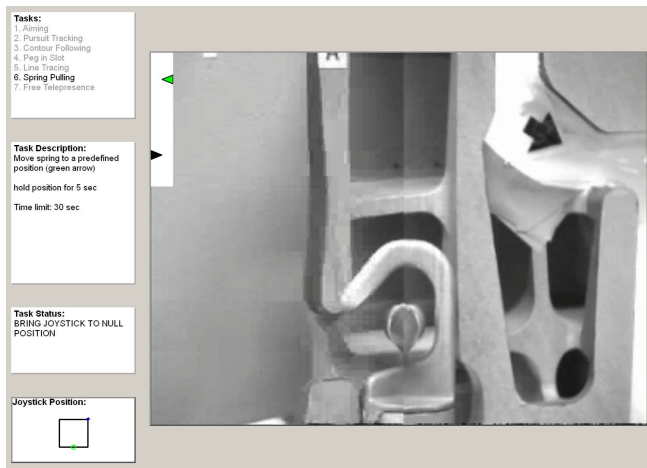 Tasks:
1. Aiming
2. Pursuit Tracking
3. Contour Following
4. Peg in Slot
5. Line Tracing
6. Spring Pulling
7. Free Telepresence
Task Description:
Move spring to a predefined
position (green arrow)
hold position for 5 sec
Time limit: 30 sec
Task Status:
BRING JOYSTICK TO NULL
POSITION
Joystick Position: